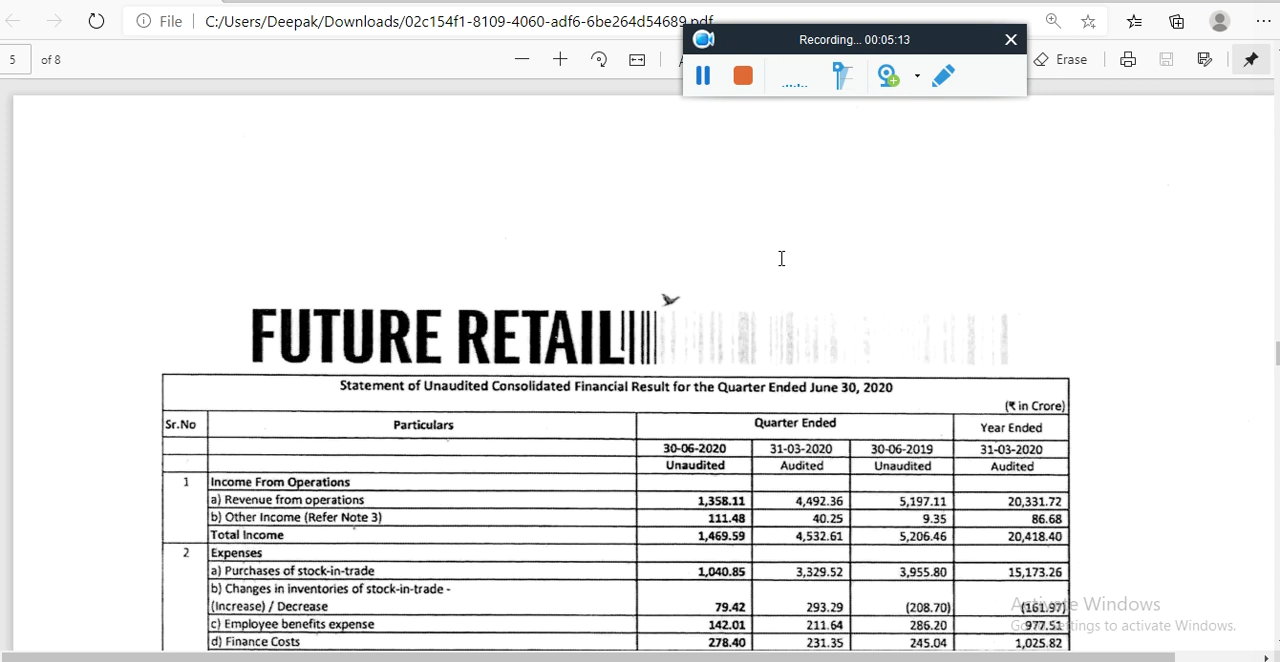 File C:/Users/Deepak/Downloads/02c154f1-8109-4060-adf6-6be264d54689.pdf
Recording... 00:05:13
5 of 8 Erase
FUTURE RETAIL
Statement of Unaudited Consolidated Financial Result for the Quarter Ended June 30, 2020
(₹ in Crore)
Sr.No Particulars Quarter Ended Year Ended
30-06-2020 31-03-2020 30-06-2019 31-03-2020
Unaudited Audited Unaudited Audited
1 Income From Operations
a) Revenue from operations 1,358.11 4,492.36 5,197.11 20,331.72
b) Other Income (Refer Note 3) 111.48 40.25 9.35 86.68
Total Income 1,469.59 4,532.61 5,206.46 20,418.40
2 Expenses
a) Purchases of stock-in-trade 1,040.85 3,329.52 3,955.80 15,173.26
b) Changes in inventories of stock-in-trade -
(Increase) / Decrease 79.42 293.29 (208.70) (161.97)
c) Employee benefits expense 142.01 211.64 286.20 977.51
d) Finance Costs 278.40 231.35 245.04 1,025.82
Activate Windows
Go to Settings to activate Windows.